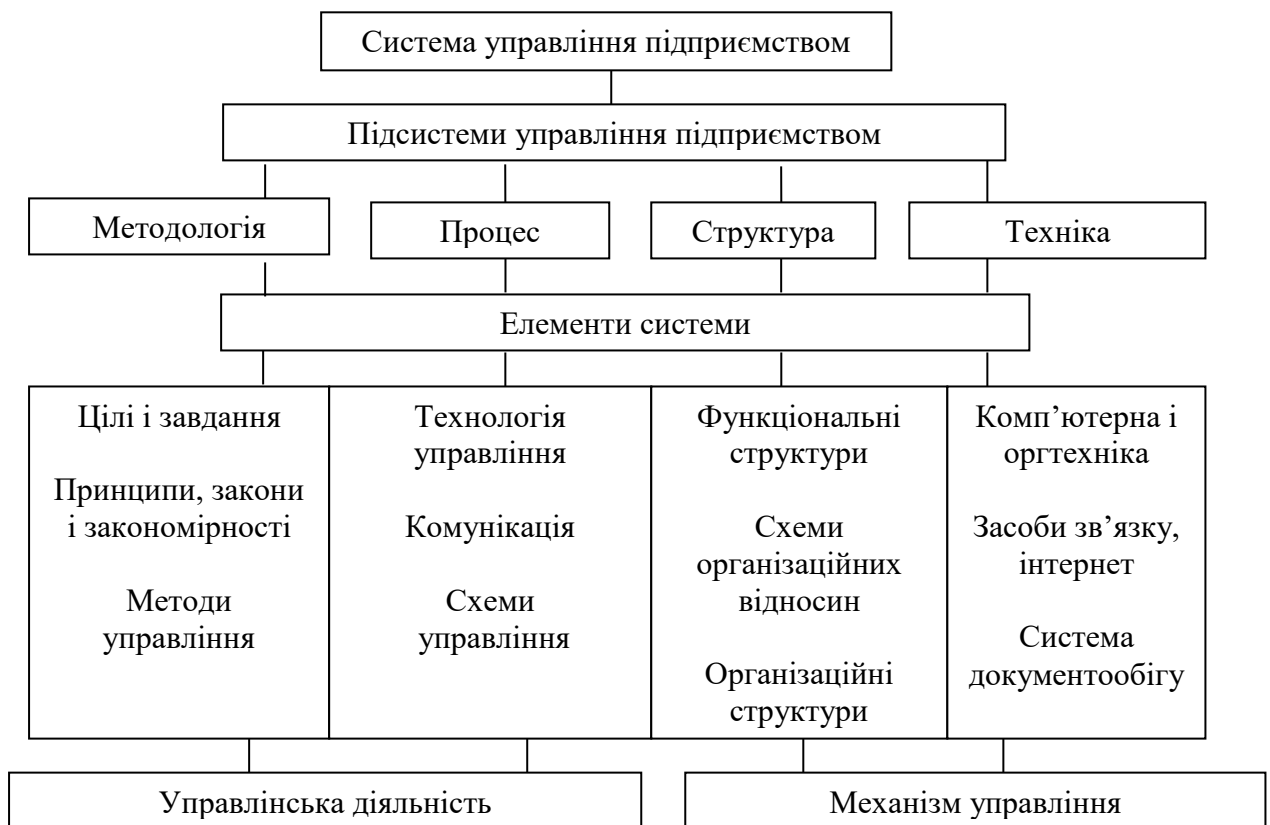 Система управління підприємством
Підсистеми управління підприємством
Методологія
Процес
Структура
Техніка
Елементи системи
Цілі і завдання
Принципи, закони
і закономірності
Методи
управління
Технологія
управління
Комунікація
Схеми
управління
Функціональні
структури
Схеми
організаційних
відносин
Організаційні
структури
Комп’ютерна і
оргтехніка
Засоби зв’язку,
інтернет
Система
документообігу
Управлінська діяльність
Механізм управління